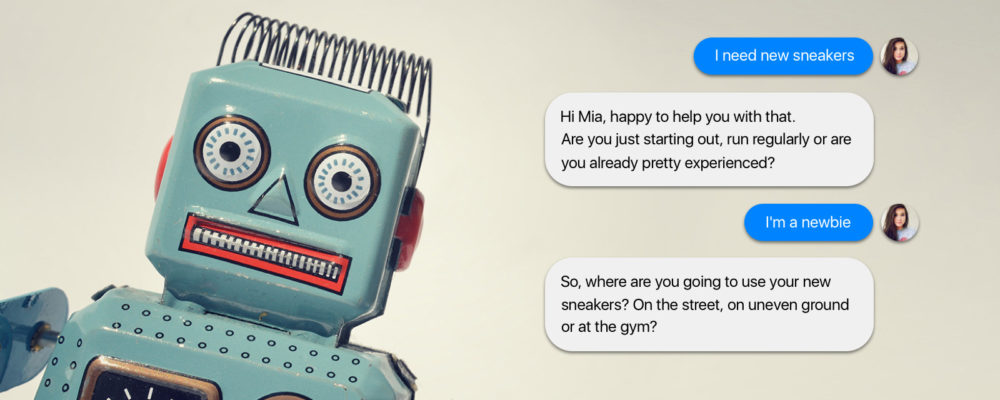 I need new sneakers
Hi Mia, happy to help you with that.
Are you just starting out, run regularly or are
you already pretty experienced?
I'm a newbie
So, where are you going to use your new
sneakers? On the street, on uneven ground
or at the gym?